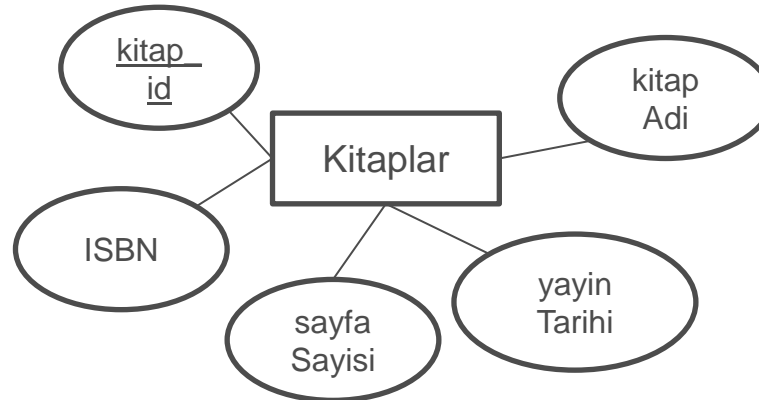 kitap_
id
kitap
Adi
Kitaplar
ISBN
yayin
Tarihi
sayfa
Sayisi